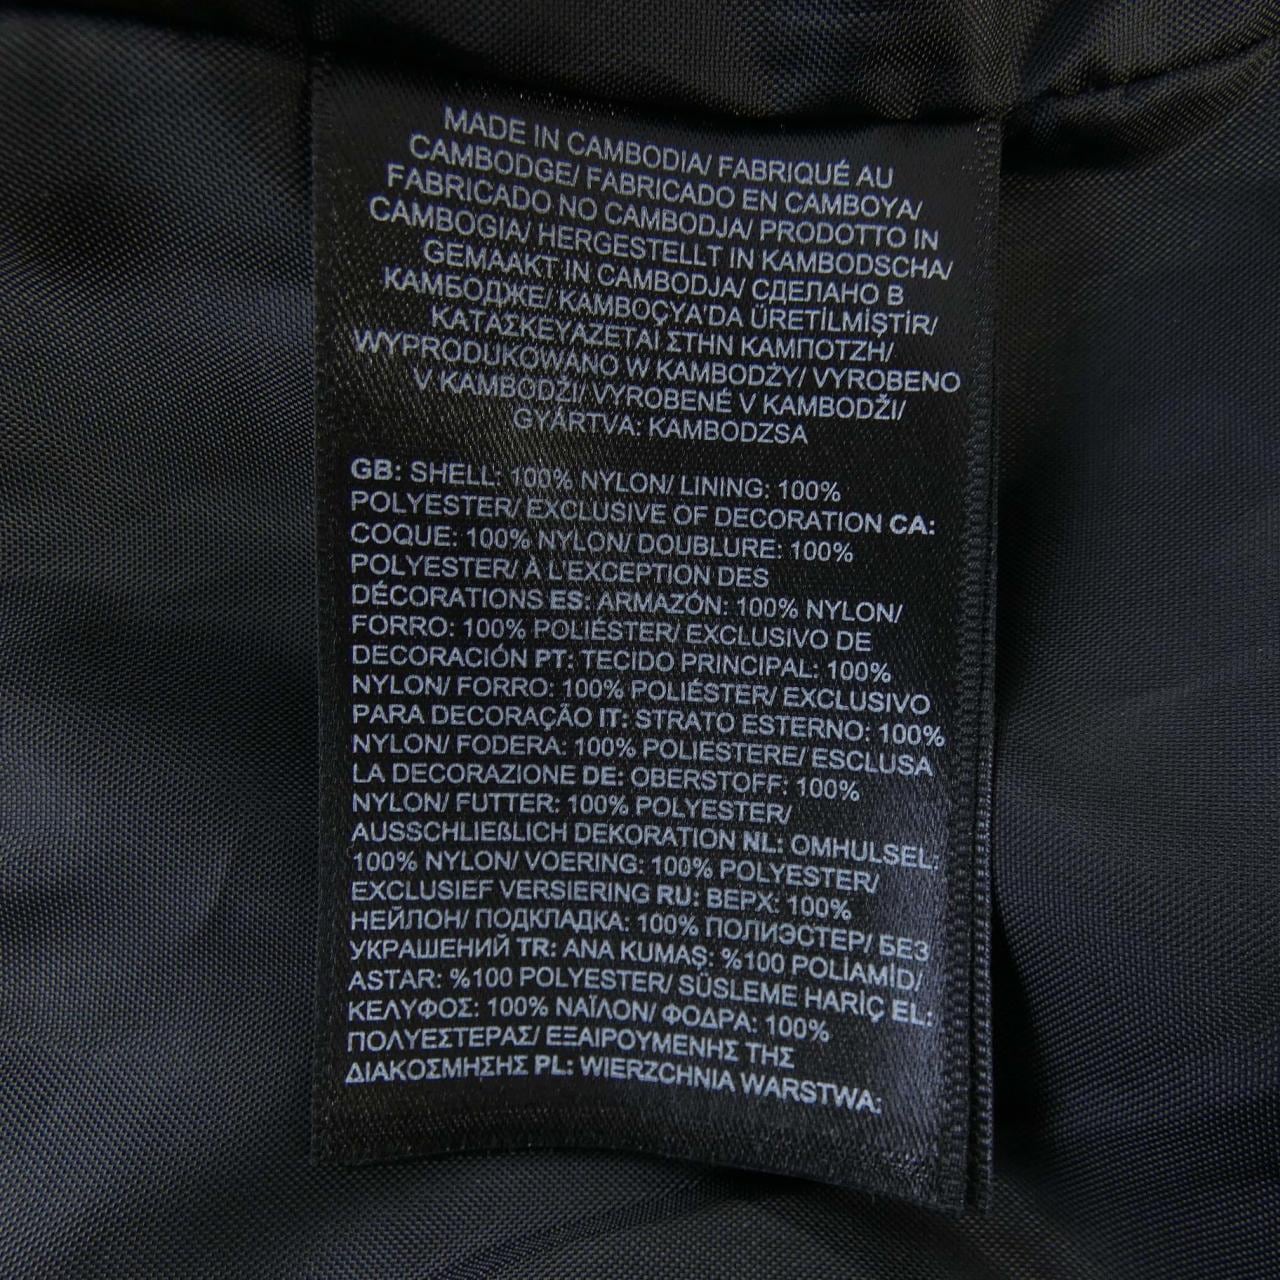 MADE IN CAMBODIA/ FABRIQUÉ AU
CAMBODGE/ FABRICADO EN CAMBOYA/
FABRICADO NO CAMBODJA/ PRODOTTO IN
CAMBOGIA/ HERGESTELLT IN KAMBODSCHA/
GEMAAKT IN CAMBODJA/ СДЕЛАНО В
КАМБОДЖЕ/ KAMBOÇYA'DA ÜRETİLMİŞTİR/
ΚΑΤΑΣΚΕΥΑΖΕΤΑΙ ΣΤΗΝ ΚΑΜΠΟΤΖΗ/
WYPRODUKOWANO W KAMBODŻY/ VYROBENO
V KAMBODŽI/ VYROBENÉ V KAMBODŽI/
GYÁRTVA: KAMBODZSA
GB: SHELL: 100% NYLON/ LINING: 100%
POLYESTER/ EXCLUSIVE OF DECORATION CA:
COQUE: 100% NYLON/ DOUBLURE: 100%
POLYESTER/ À L'EXCEPTION DES
DÉCORATIONS ES: ARMAZÓN: 100% NYLON/
FORRO: 100% POLIÉSTER/ EXCLUSIVO DE
DECORACIÓN PT: TECIDO PRINCIPAL: 100%
NYLON/ FORRO: 100% POLIÉSTER/ EXCLUSIVO
PARA DECORAÇÃO IT: STRATO ESTERNO: 100%
NYLON/ FODERA: 100% POLIESTERE/ ESCLUSA
LA DECORAZIONE DE: OBERSTOFF: 100%
NYLON/ FUTTER: 100% POLYESTER/
AUSSCHLIEßLICH DEKORATION NL: OMHULSEL:
100% NYLON/ VOERING: 100% POLYESTER/
EXCLUSIEF VERSIERING RU: ВЕРХ: 100%
НЕЙЛОН/ ПОДКЛАДКА: 100% ПОЛИЭСТЕР/ БЕЗ
УКРАШЕНИЙ TR: ANA KUMAŞ: %100 POLİAMİD/
ASTAR: %100 POLYESTER/ SÜSLEME HARİÇ EL:
ΚΕΛΥΦΟΣ: 100% ΝΑΪΛΟΝ/ ΦΟΔΡΑ: 100%
ΠΟΛΥΕΣΤΕΡΑΣ/ ΕΞΑΙΡΟΥΜΕΝΗΣ ΤΗΣ
ΔΙΑΚΟΣΜΗΣΗΣ PL: WIERZCHNIA WARSTWA: